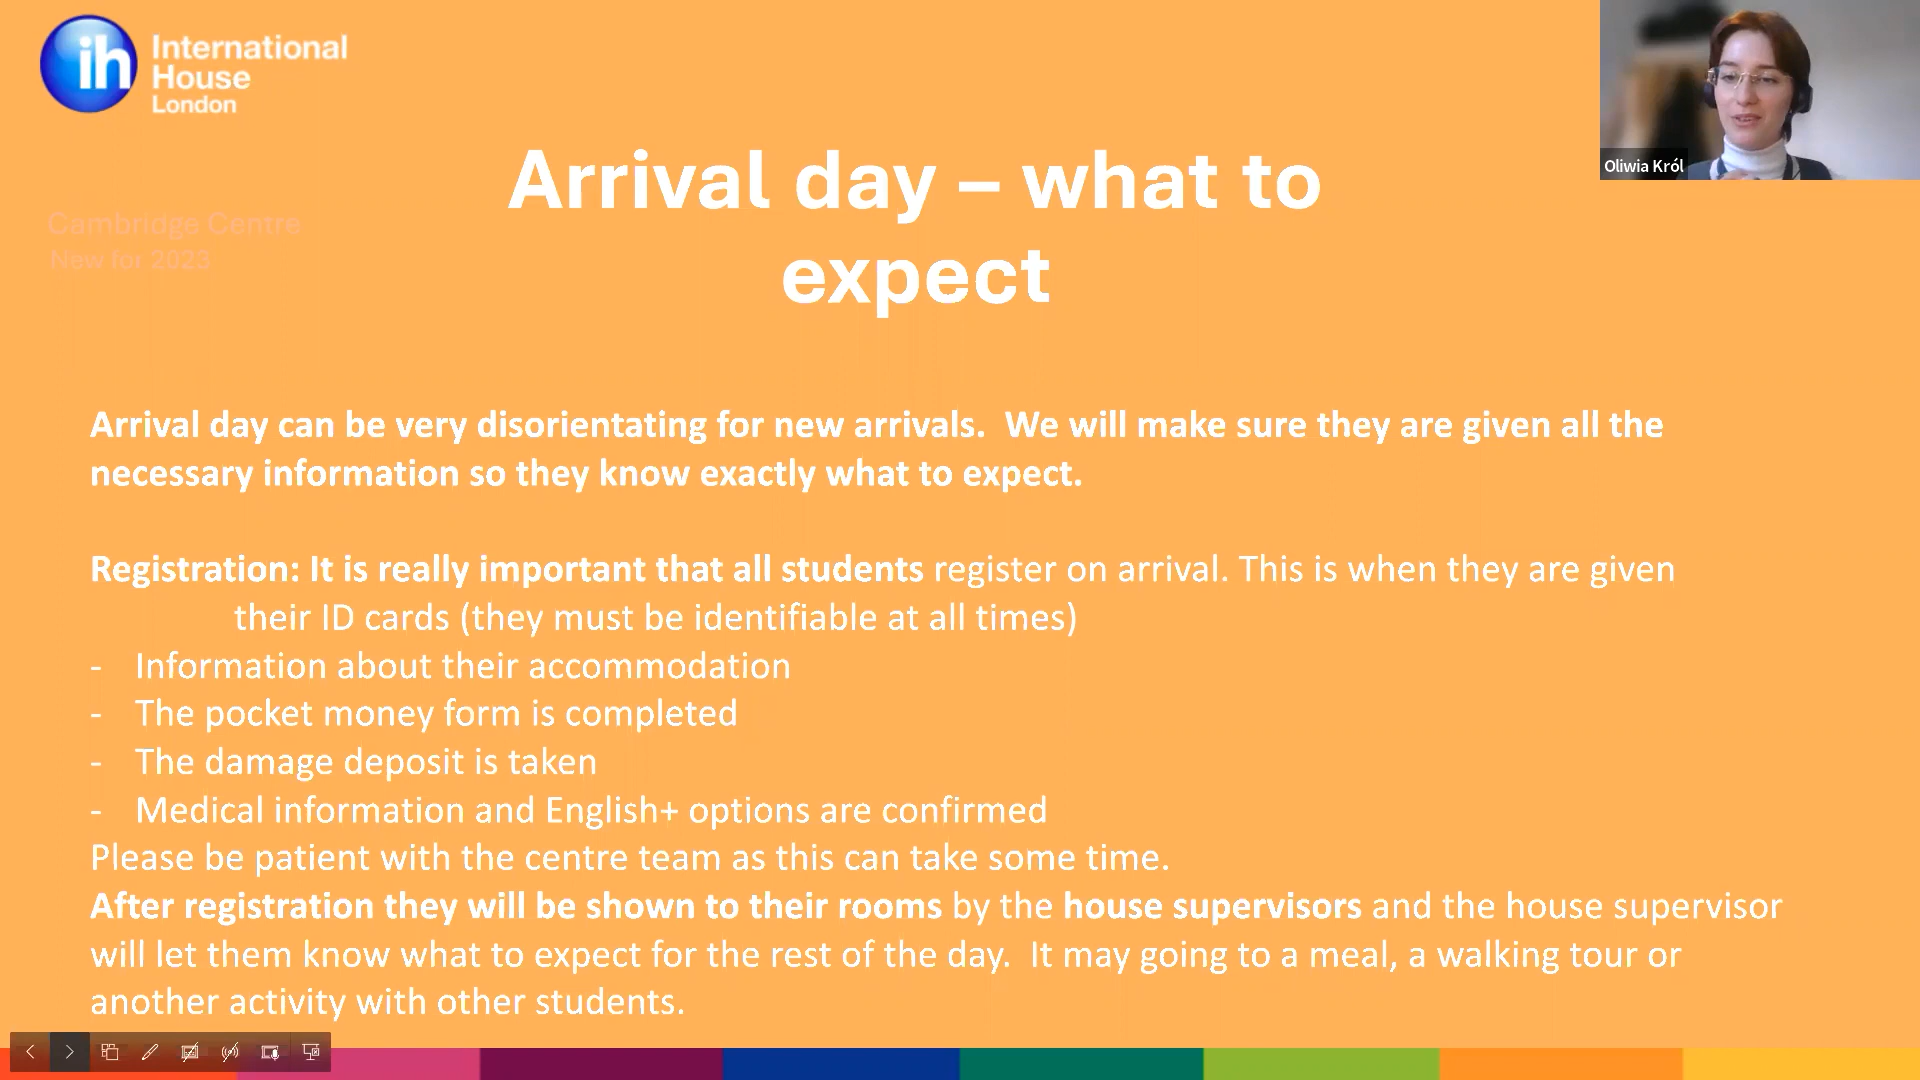 ih
International
House
London
Oliwia Król
Arrival day – what to
expect
Cambridge Centre
New for 2023
Arrival day can be very disorientating for new arrivals.  We will make sure they are given all the
necessary information so they know exactly what to expect.
Registration: It is really important that all students register on arrival. This is when they are given
their ID cards (they must be identifiable at all times)
- Information about their accommodation
- The pocket money form is completed
- The damage deposit is taken
- Medical information and English+ options are confirmed
Please be patient with the centre team as this can take some time.
After registration they will be shown to their rooms by the house supervisors and the house supervisor
will let them know what to expect for the rest of the day.  It may going to a meal, a walking tour or
another activity with other students.